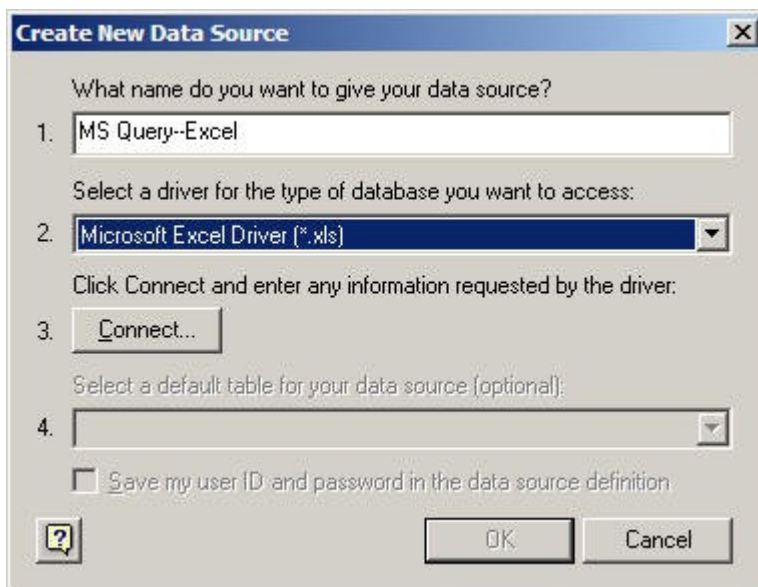 Create New Data Source
What name do you want to give your data source?
1. MS Query--Excel
Select a driver for the type of database you want to access:
2. Microsoft Excel Driver (*.xls)
Click Connect and enter any information requested by the driver:
3. Connect...
Select a default table for your data source (optional):
4.
Save my user ID and password in the data source definition
? OK Cancel